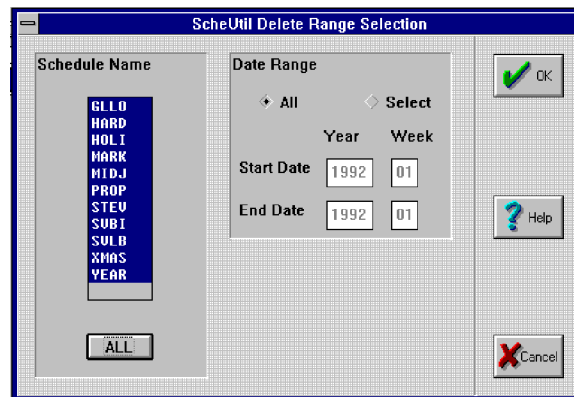 ScheUtil Delete Range Selection
Schedule Name
GLLO
HARD
HOLI
MARK
MIDJ
PROP
STEV
SVBI
SVLB
XMAS
YEAR
ALL
Date Range
All Select
Year Week
Start Date 1992 01
End Date 1992 01
OK
Help
Cancel